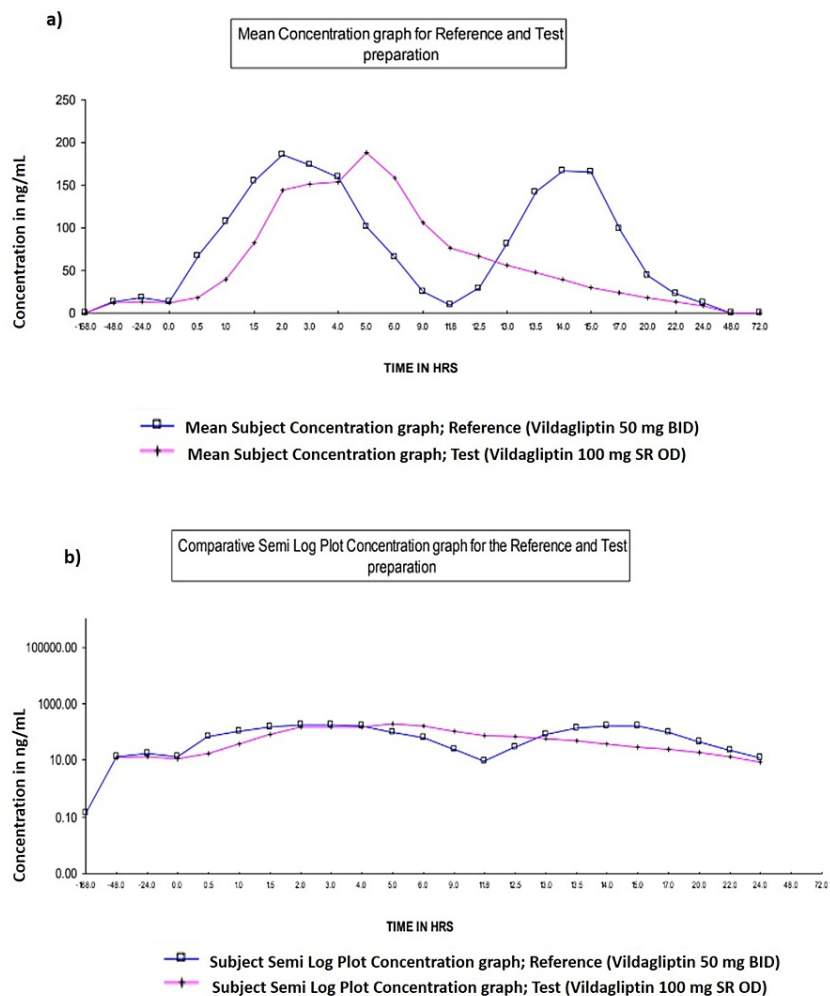 a)
Mean Concentration graph for Reference and Test
preparation
Concentration in ng/mL
250
200
150
100
50
0
-168.0 -48.0 -24.0 0.0 0.5 1.0 1.5 2.0 3.0 4.0 5.0 6.0 9.0 11.8 12.5 13.0 13.5 14.0 15.0 17.0 20.0 22.0 24.0 48.0 72.0
TIME IN HRS
Mean Subject Concentration graph; Reference (Vildagliptin 50 mg BID)
Mean Subject Concentration graph; Test (Vildagliptin 100 mg SR OD)
b)
Comparative Semi Log Plot Concentration graph for the Reference and Test
preparation
Concentration in ng/mL
100000.00
1000.00
10.00
0.10
0.00
-168.0 -48.0 -24.0 0.0 0.5 1.0 1.5 2.0 3.0 4.0 5.0 6.0 9.0 11.8 12.5 13.0 13.5 14.0 15.0 17.0 20.0 22.0 24.0 48.0 72.0
TIME IN HRS
Subject Semi Log Plot Concentration graph; Reference (Vildagliptin 50 mg BID)
Subject Semi Log Plot Concentration graph; Test (Vildagliptin 100 mg SR OD)